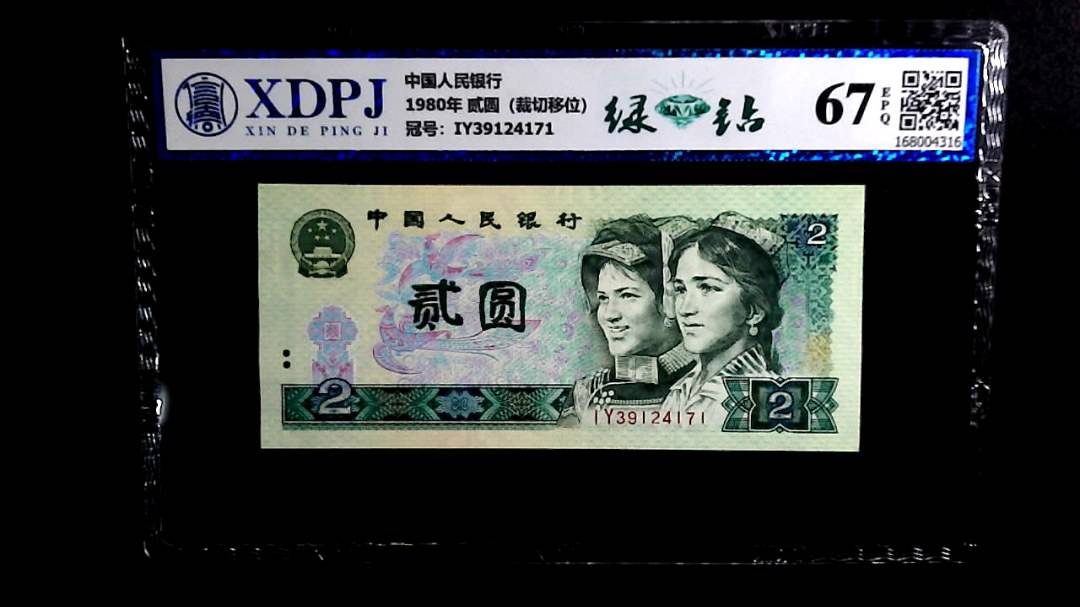 XDPJ
XIN DE PING JI
中国人民银行
1980年 贰圆（裁切移位）
冠号：IY39124171
绿钻
67
EPQ
168004316
中国人民银行
2
贰圆
2
IY39124171
2